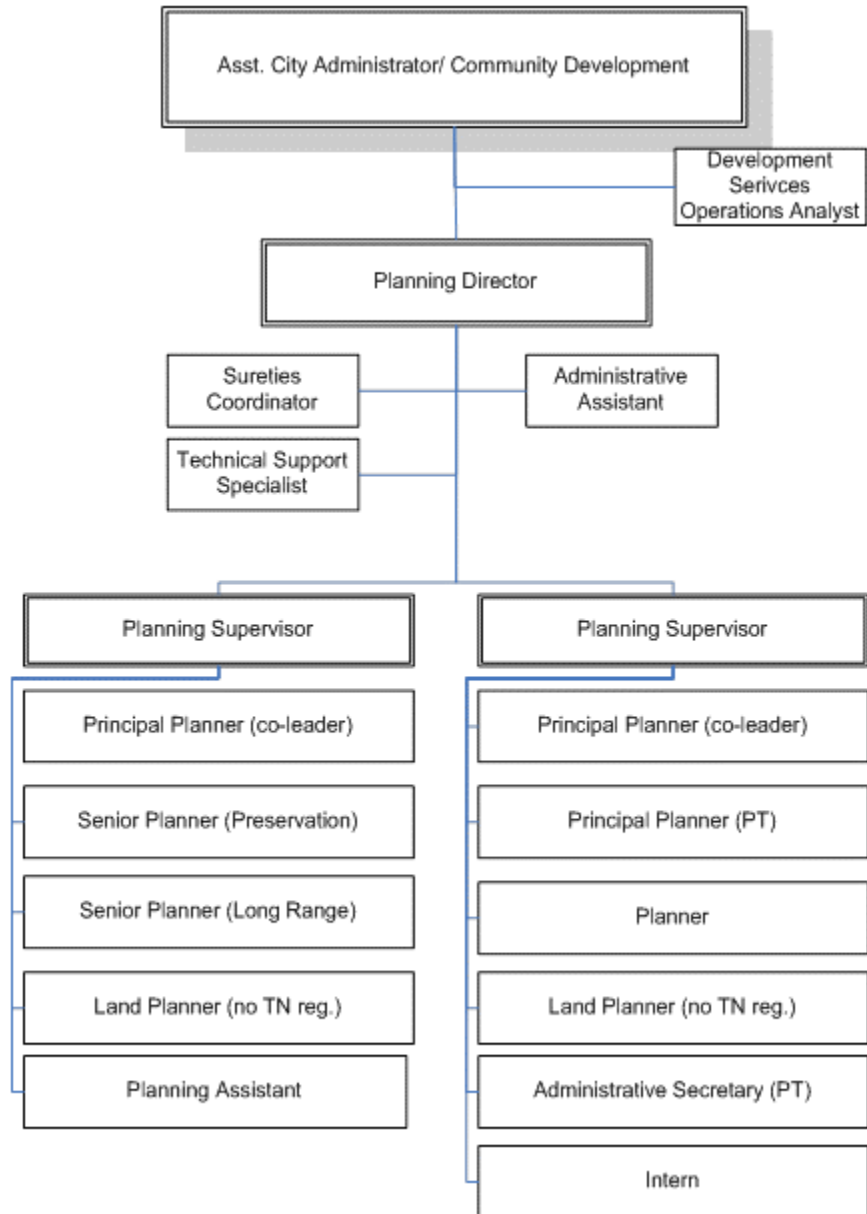 Asst. City Administrator/ Community Development
Development
Serivces
Operations Analyst
Planning Director
Sureties
Coordinator
Administrative
Assistant
Technical Support
Specialist
Planning Supervisor
Principal Planner (co-leader)
Senior Planner (Preservation)
Senior Planner (Long Range)
Land Planner (no TN reg.)
Planning Assistant
Planning Supervisor
Principal Planner (co-leader)
Principal Planner (PT)
Planner
Land Planner (no TN reg.)
Administrative Secretary (PT)
Intern